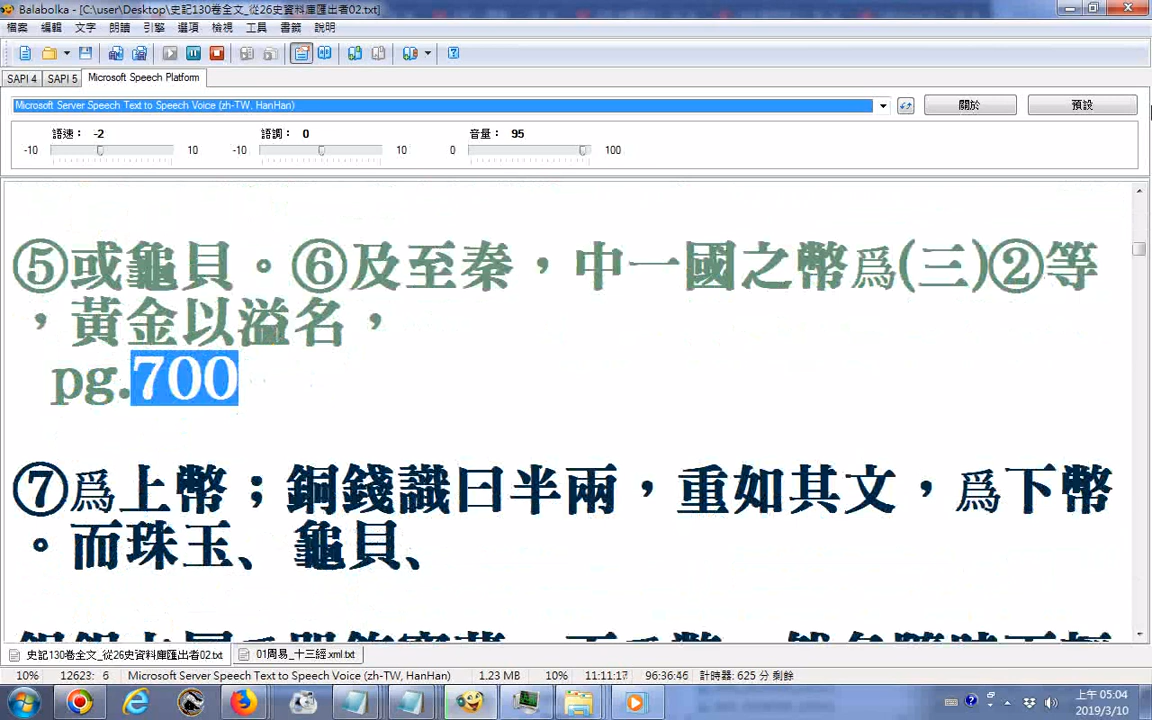 Balabolka - [C:\user\Desktop\史記130卷全文_從26史資料庫匯出者02.txt]
檔案 編輯 文字 朗讀 引擎 選項 檢視 工具 書籤 說明
SAPI 4 SAPI 5 Microsoft Speech Platform
Microsoft Server Speech Text to Speech Voice (zh-TW, HanHan) 關於 預設
語速： -2 語調： 0 音量： 95
-10 10 -10 10 0 100
⑤或龜貝。⑥及至秦，中一國之幣爲(三)②等
，黃金以溢名，
pg.700
⑦爲上幣；銅錢識曰半兩，重如其文，爲下幣
。而珠玉、龜貝、
史記130卷全文_從26史資料庫匯出者02.txt 01周易_十三經.xml.txt
10% 12623: 6 Microsoft Server Speech Text to Speech Voice (zh-TW, HanHan) 1.23 MB 10% 11:11:17 96:36:46 計時器: 625 分 剩餘
上午 05:04
2019/3/10